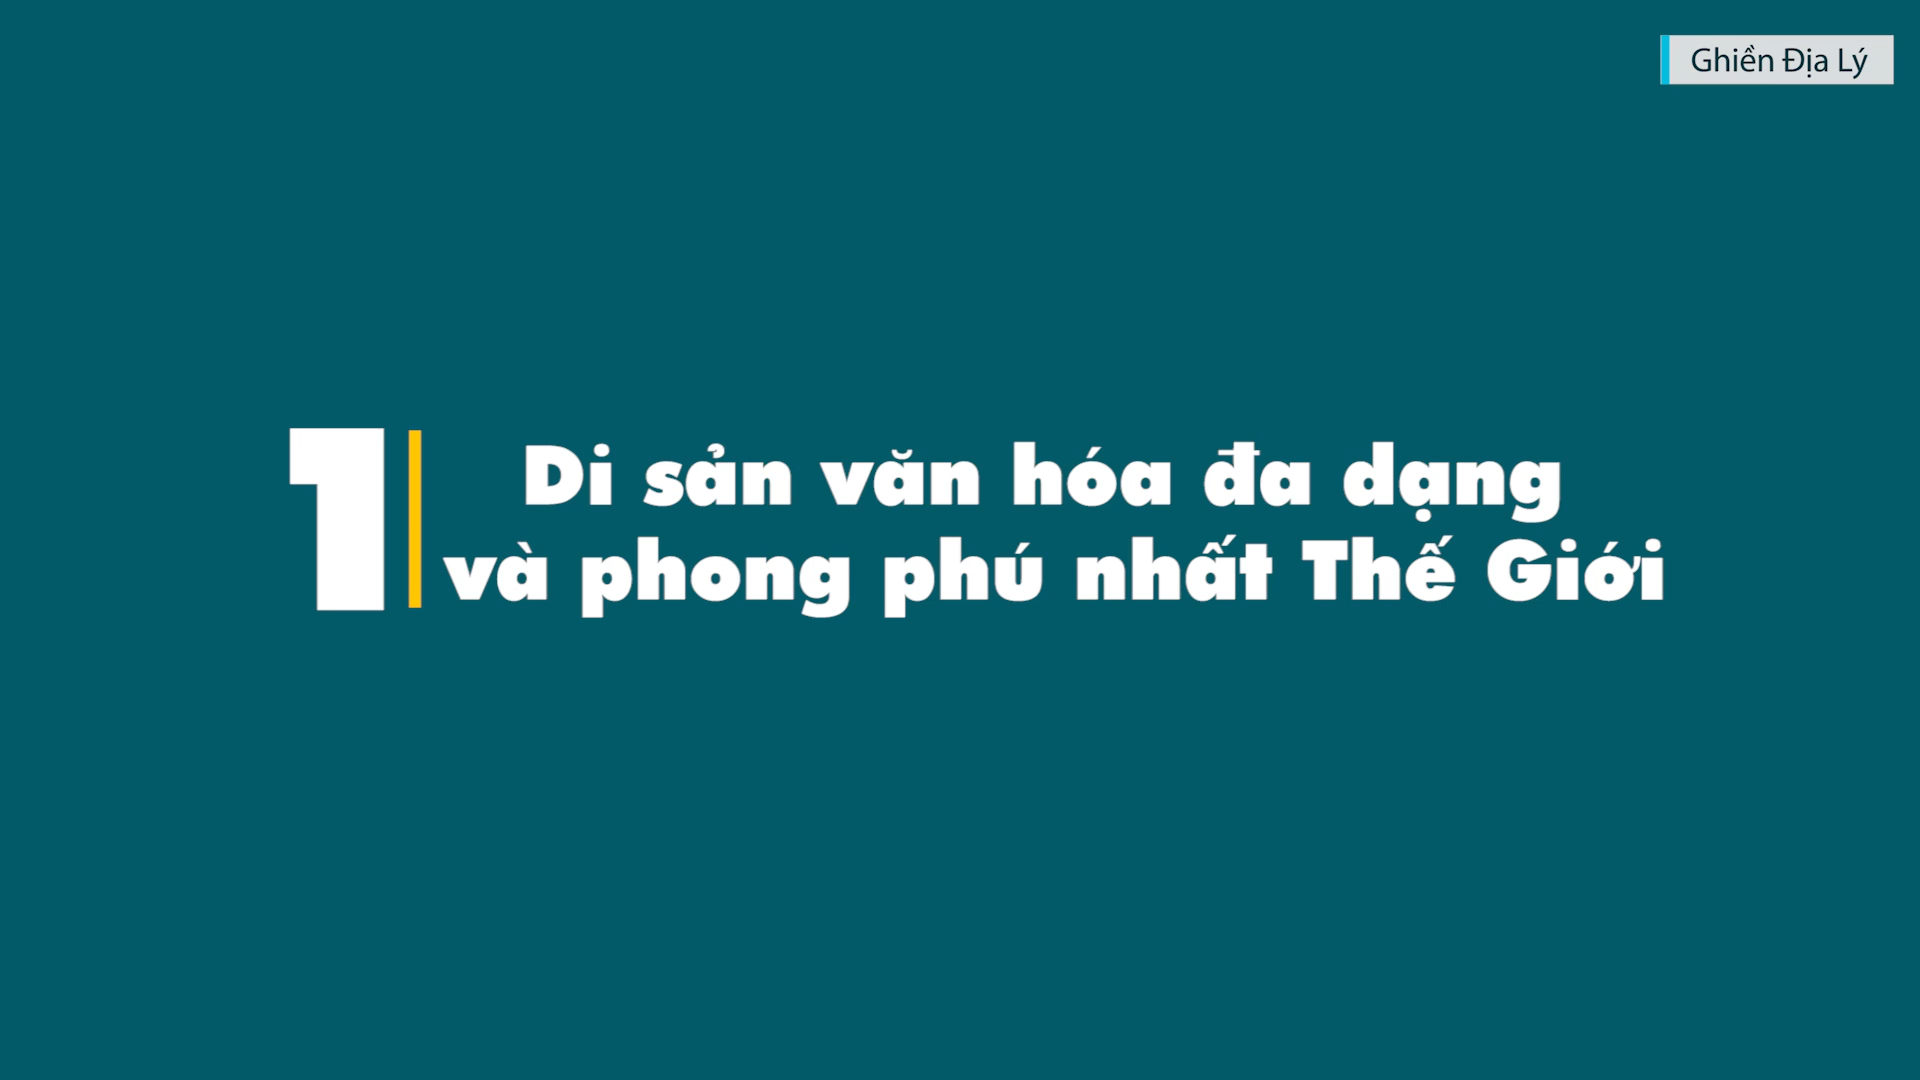 Ghiền Địa Lý
1
Di sản văn hóa đa dạng
và phong phú nhất Thế Giới